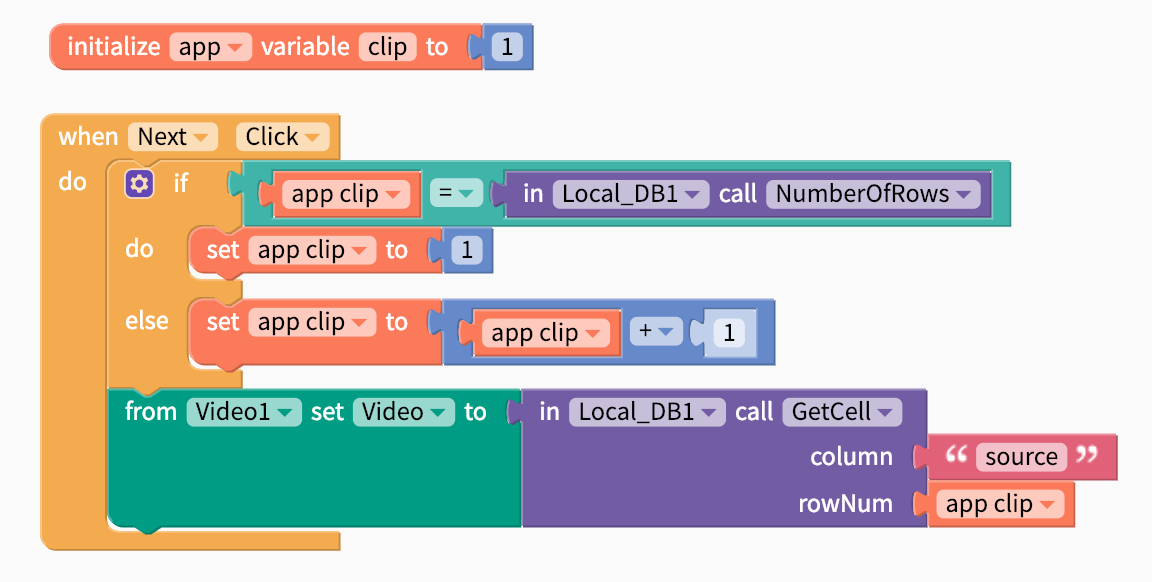 initialize app variable clip to 1
when Next Click
do if app clip = in Local_DB1 call NumberOfRows
do set app clip to 1
else set app clip to app clip + 1
from Video1 set Video to in Local_DB1 call GetCell
column “ source ”
rowNum app clip